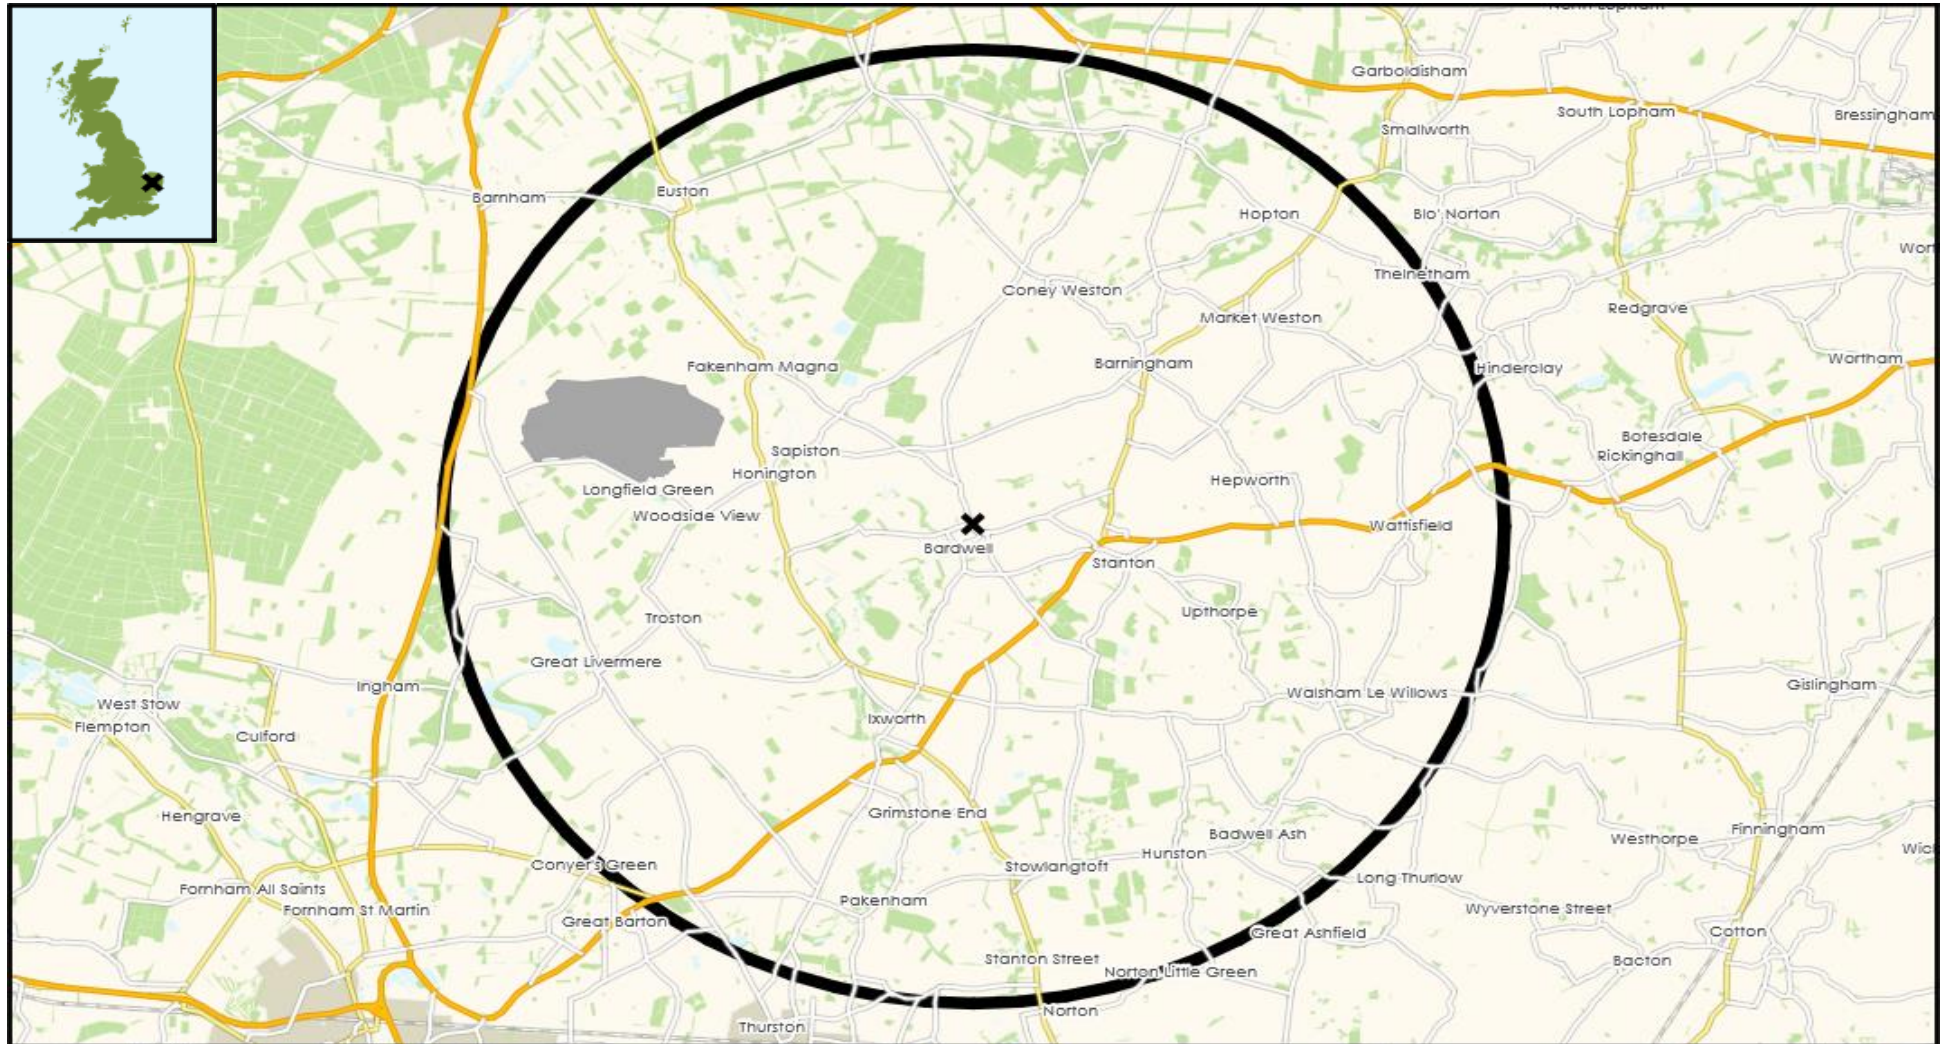 Garboldisham
South Lopham
Bressingham
Smallworth
Barnham
Euston
Hopton
Blo' Norton
Thelnetham
Coney Weston
Market Weston
Redgrave
Fakenham Magna
Barningham
Hinderclay
Wortham
Sapiston
Botesdale
Rickinghall
Honington
Longfield Green
Hepworth
Woodside View
Wattisfield
Bardwell
Stanton
Troston
Upthorpe
Great Livermere
Ingham
Walsham Le Willows
Gislingham
West Stow
Flempton
Culford
Ixworth
Hengrave
Grimstone End
Badwell Ash
Westhorpe
Finningham
Hunston
Conyer's Green
Stowlangtoft
Long Thurlow
Fornham All Saints
Pakenham
Fornham St Martin
Wyverstone Street
Great Barton
Great Ashfield
Cotton
Stanton Street
Bacton
Norton Little Green
Norton
Thurston